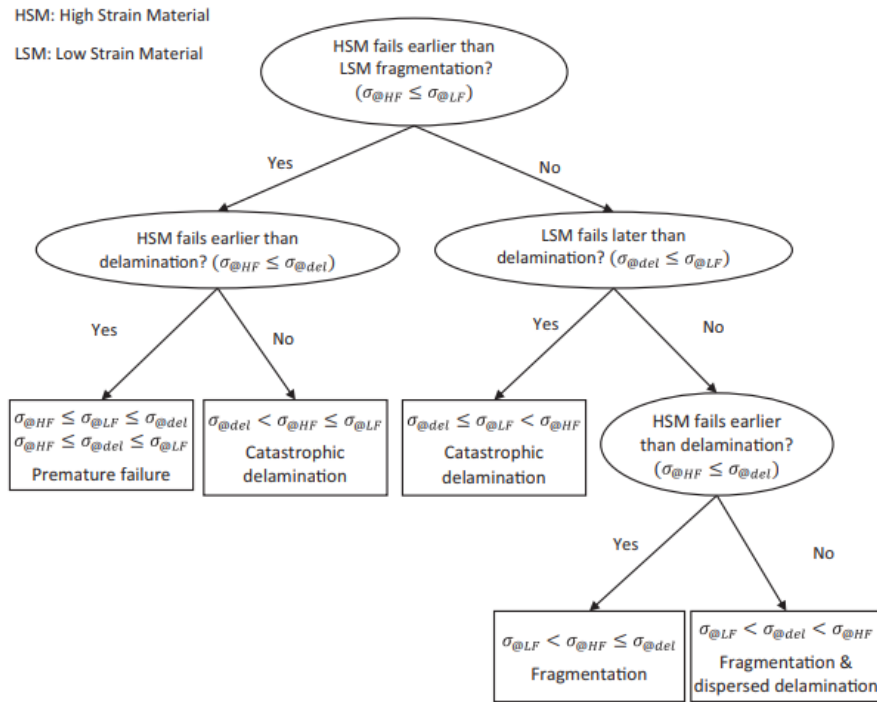 HSM: High Strain Material
LSM: Low Strain Material
HSM fails earlier than
LSM fragmentation?
(σ@HF ≤ σ@LF)
Yes
No
HSM fails earlier than
delamination? (σ@HF ≤ σ@del)
LSM fails later than
delamination? (σ@del ≤ σ@LF)
Yes
No
Yes
No
σ@HF ≤ σ@LF ≤ σ@del
σ@HF ≤ σ@del ≤ σ@LF
Premature failure
σ@del < σ@HF ≤ σ@LF
Catastrophic
delamination
σ@del ≤ σ@LF < σ@HF
Catastrophic
delamination
HSM fails earlier
than delamination?
(σ@HF ≤ σ@del)
Yes
No
σ@LF < σ@HF ≤ σ@del
Fragmentation
σ@LF < σ@del < σ@HF
Fragmentation &
dispersed delamination